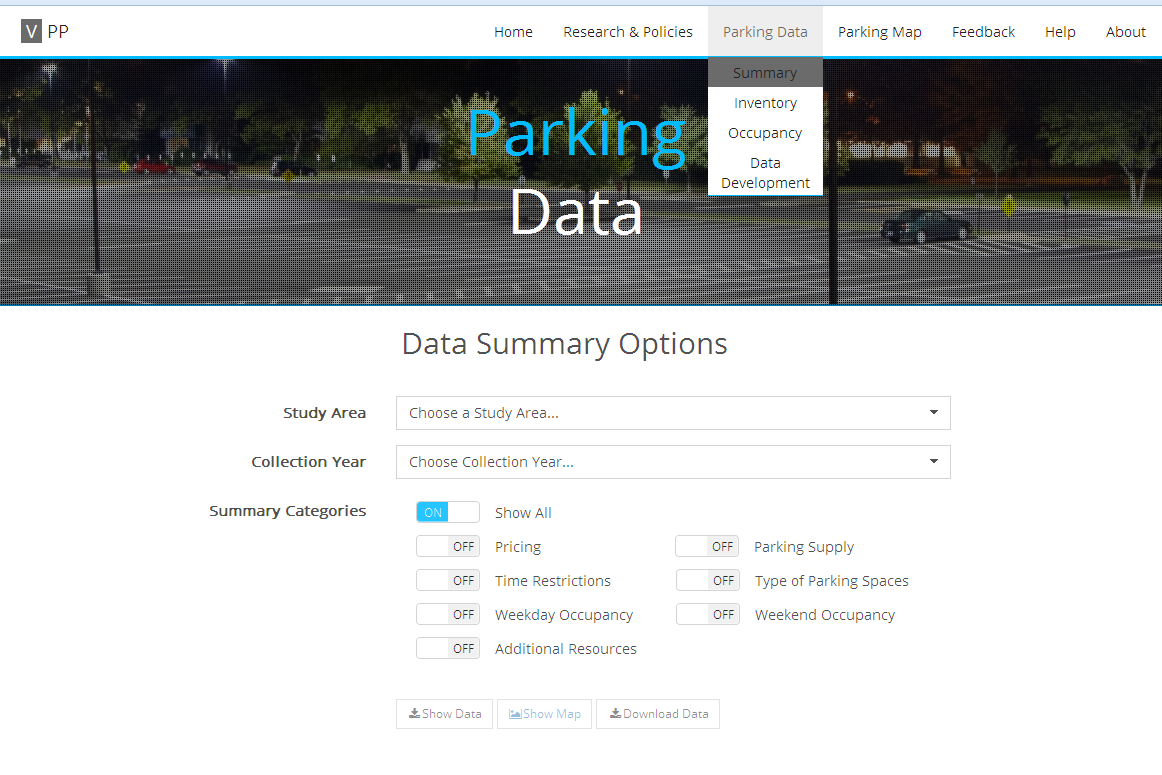 V PP
Home Research & Policies Parking Data Parking Map Feedback Help About
Summary
Inventory
Occupancy
Data
Development
Parking
Data
Data Summary Options
Study Area Choose a Study Area...
Collection Year Choose Collection Year...
Summary Categories ON Show All
OFF Pricing OFF Parking Supply
OFF Time Restrictions OFF Type of Parking Spaces
OFF Weekday Occupancy OFF Weekend Occupancy
OFF Additional Resources
Show Data Show Map Download Data